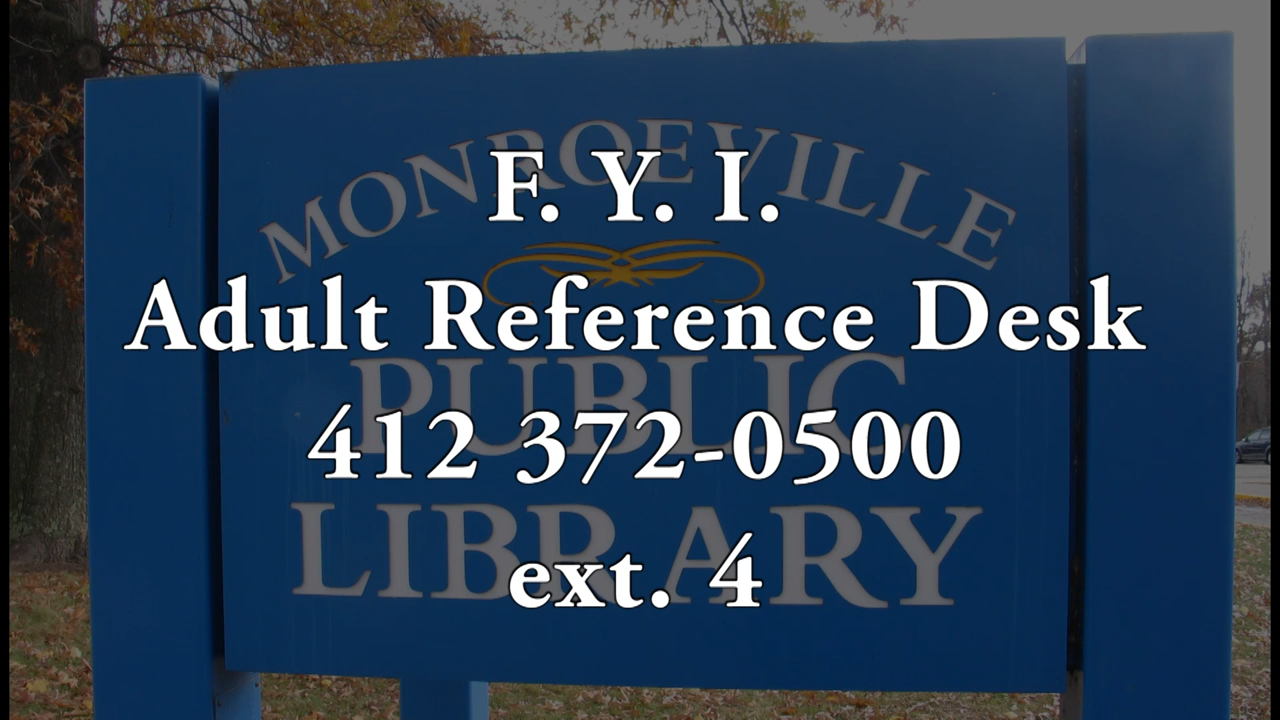 MONROEVILLE
F. Y. I.
Adult Reference Desk
PUBLIC
412 372-0500
LIBRARY
ext. 4